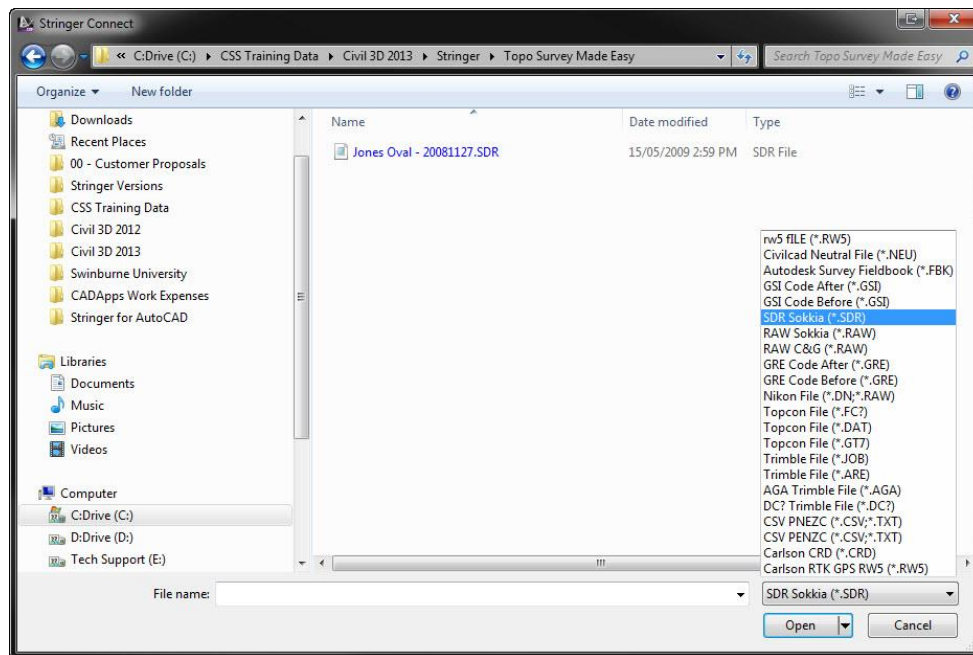 Stringer Connect
« C:Drive (C:) ▸ CSS Training Data ▸ Civil 3D 2013 ▸ Stringer ▸ Topo Survey Made Easy
Search Topo Survey Made Easy
Organize
New folder
Downloads
Recent Places
00 - Customer Proposals
Stringer Versions
CSS Training Data
Civil 3D 2012
Civil 3D 2013
Swinburne University
CADApps Work Expenses
Stringer for AutoCAD
Libraries
Documents
Music
Pictures
Videos
Computer
C:Drive (C:)
D:Drive (D:)
Tech Support (E:)
Name Date modified Type
Jones Oval - 20081127.SDR 15/05/2009 2:59 PM SDR File
rw5 fILE (*.RW5)
Civilcad Neutral File (*.NEU)
Autodesk Survey Fieldbook (*.FBK)
GSI Code After (*.GSI)
GSI Code Before (*.GSI)
SDR Sokkia (*.SDR)
RAW Sokkia (*.RAW)
RAW C&G (*.RAW)
GRE Code After (*.GRE)
GRE Code Before (*.GRE)
Nikon File (*.DN;*.RAW)
Topcon File (*.FC?)
Topcon File (*.DAT)
Topcon File (*.GT7)
Trimble File (*.JOB)
Trimble File (*.ARE)
AGA Trimble File (*.AGA)
DC? Trimble File (*.DC?)
CSV PNEZC (*.CSV;*.TXT)
CSV PENZC (*.CSV;*.TXT)
Carlson CRD (*.CRD)
Carlson RTK GPS RW5 (*.RW5)
File name:
SDR Sokkia (*.SDR)
Open
Cancel